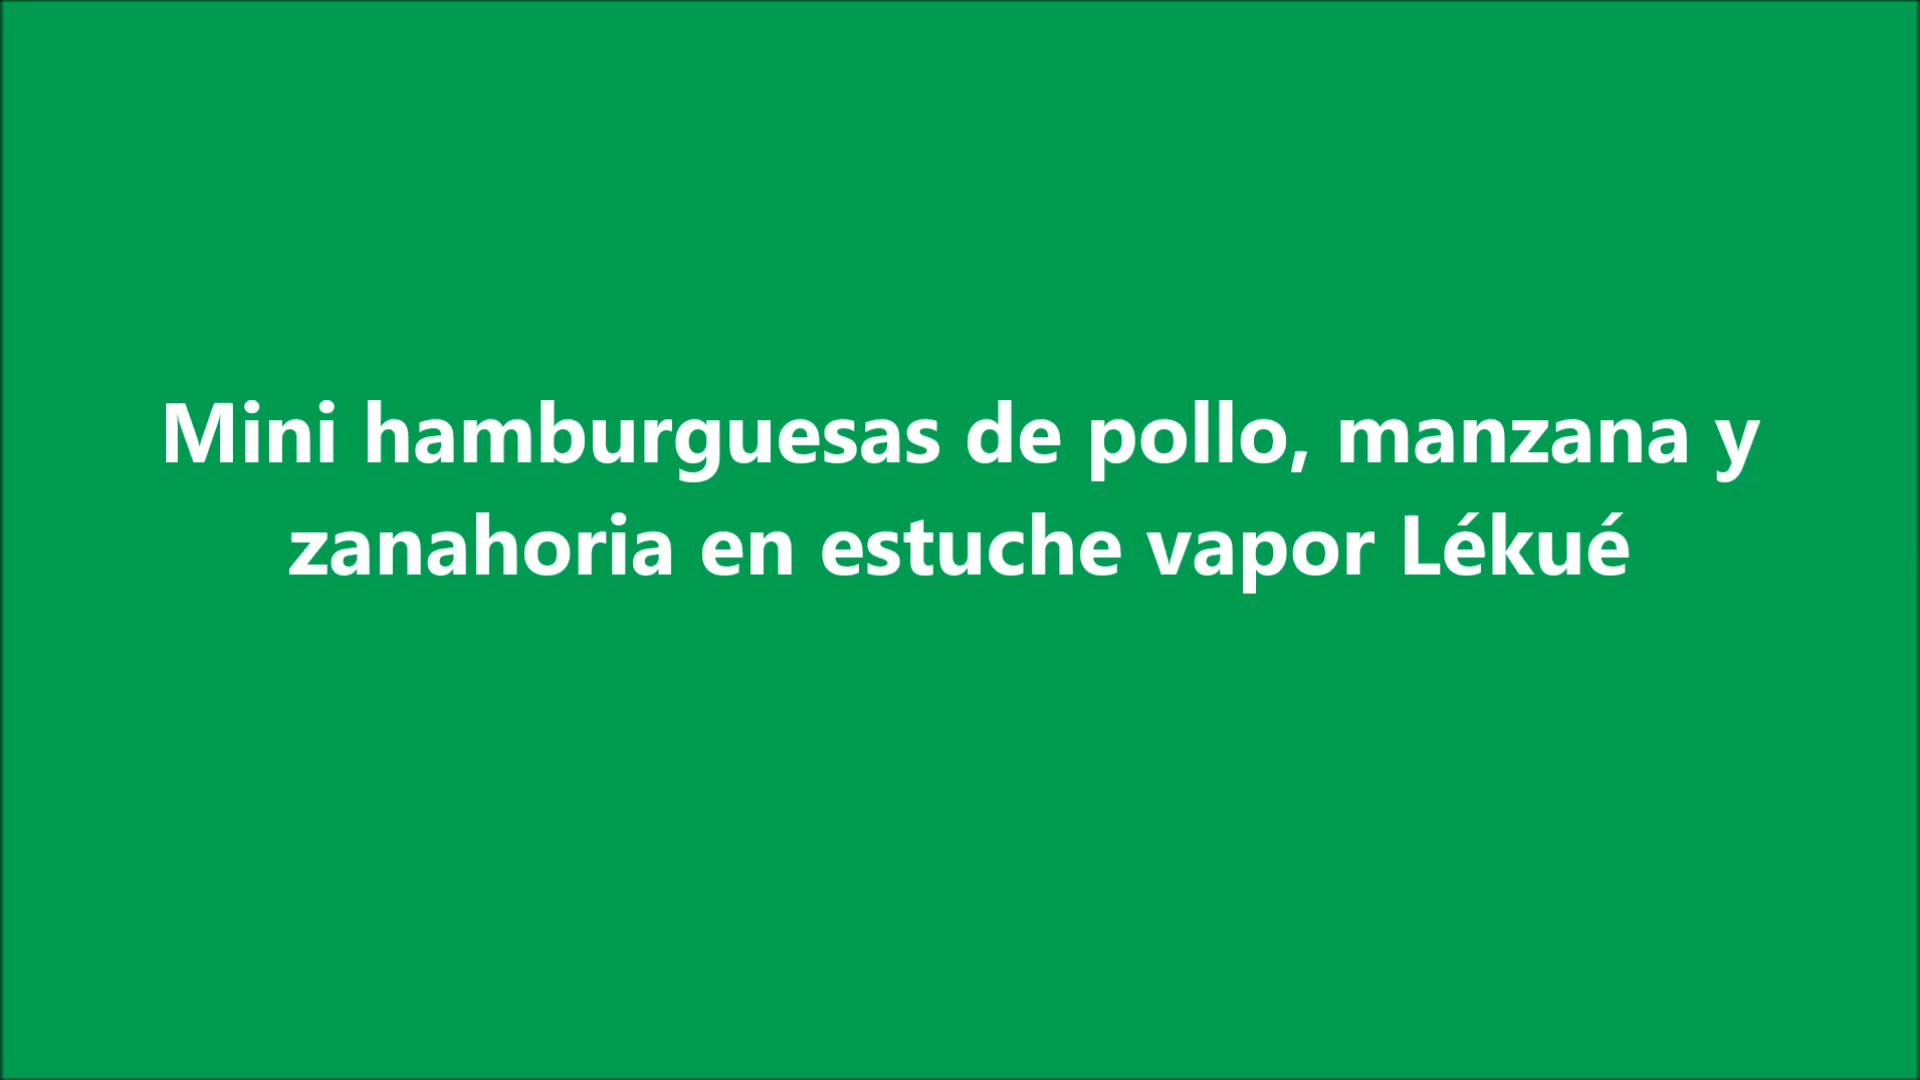 Mini hamburguesas de pollo, manzana y
zanahoria en estuche vapor Lékué